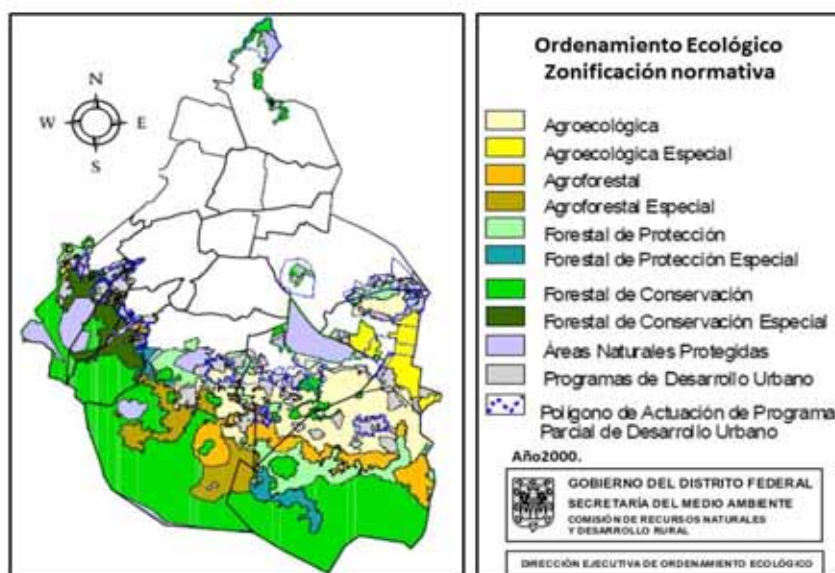 N
W E
S
Ordenamiento Ecológico
Zonificación normativa
Agroecológica
Agroecológica Especial
Agroforestal
Agroforestal Especial
Forestal de Protección
Forestal de Protección Especial
Forestal de Conservación
Forestal de Conservación Especial
Áreas Naturales Protegidas
Programas de Desarrollo Urbano
Polígono de Actuación de Programa
Parcial de Desarrollo Urbano
Año2000.
GOBIERNO DEL DISTRITO FEDERAL
SECRETARÍA DEL MEDIO AMBIENTE
COMISIÓN DE RECURSOS NATURALES
Y DESARROLLO RURAL
DIRECCIÓN EJECUTIVA DE ORDENAMIENTO ECOLÓGICO